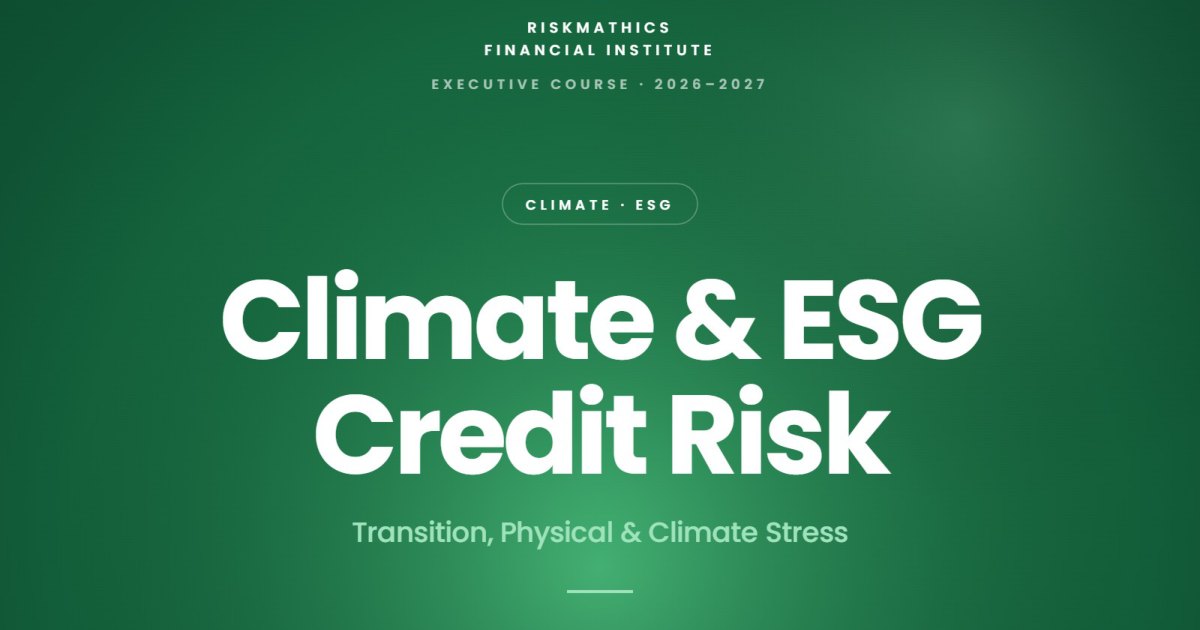 RISKMATHICS
FINANCIAL INSTITUTE
EXECUTIVE COURSE · 2026–2027
CLIMATE · ESG
Climate & ESG
Credit Risk
Transition, Physical & Climate Stress